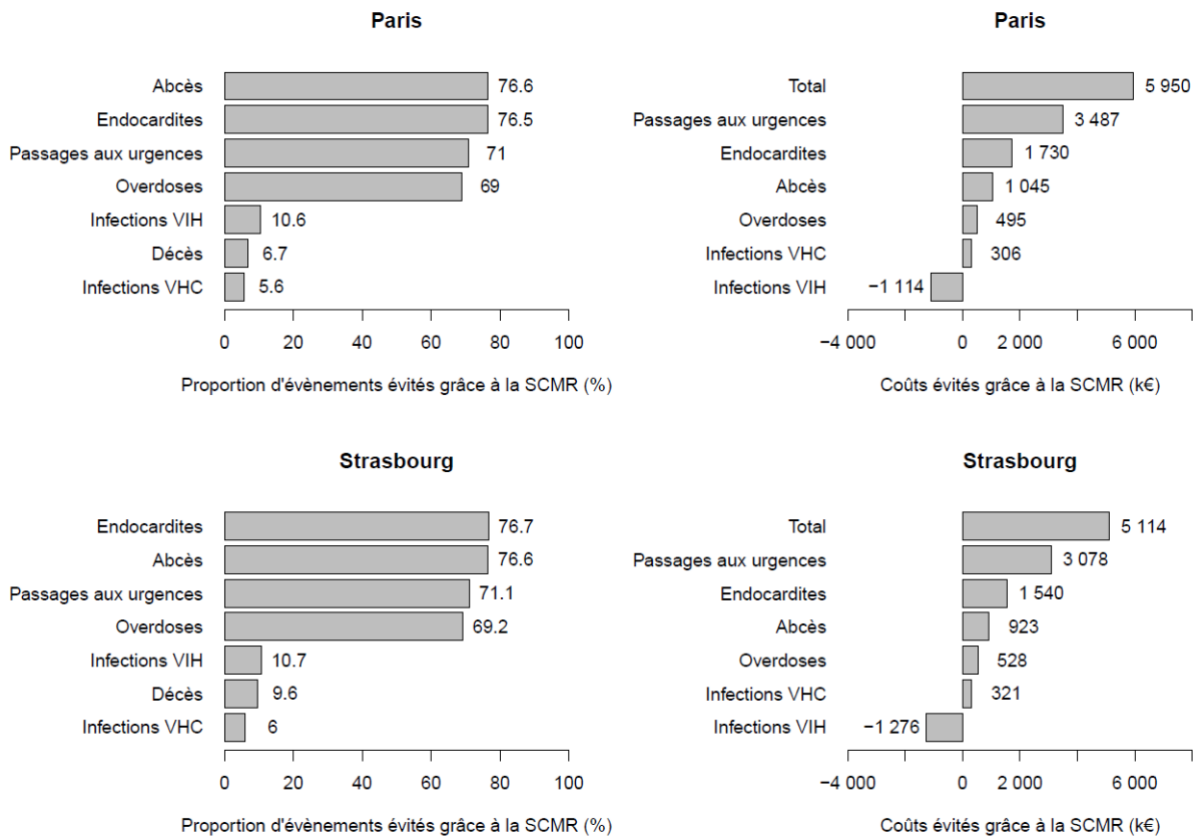 Paris
Abcès 76.6
Endocardites 76.5
Passages aux urgences 71
Overdoses 69
Infections VIH 10.6
Décès 6.7
Infections VHC 5.6
0 20 40 60 80 100
Proportion d'évènements évités grâce à la SCMR (%)
Paris
Total 5 950
Passages aux urgences 3 487
Endocardites 1 730
Abcès 1 045
Overdoses 495
Infections VHC 306
Infections VIH −1 114
−4 000 0 2 000 6 000
Coûts évités grâce à la SCMR (k€)
Strasbourg
Endocardites 76.7
Abcès 76.6
Passages aux urgences 71.1
Overdoses 69.2
Infections VIH 10.7
Décès 9.6
Infections VHC 6
0 20 40 60 80 100
Proportion d'évènements évités grâce à la SCMR (%)
Strasbourg
Total 5 114
Passages aux urgences 3 078
Endocardites 1 540
Abcès 923
Overdoses 528
Infections VHC 321
Infections VIH −1 276
−4 000 0 2 000 6 000
Coûts évités grâce à la SCMR (k€)